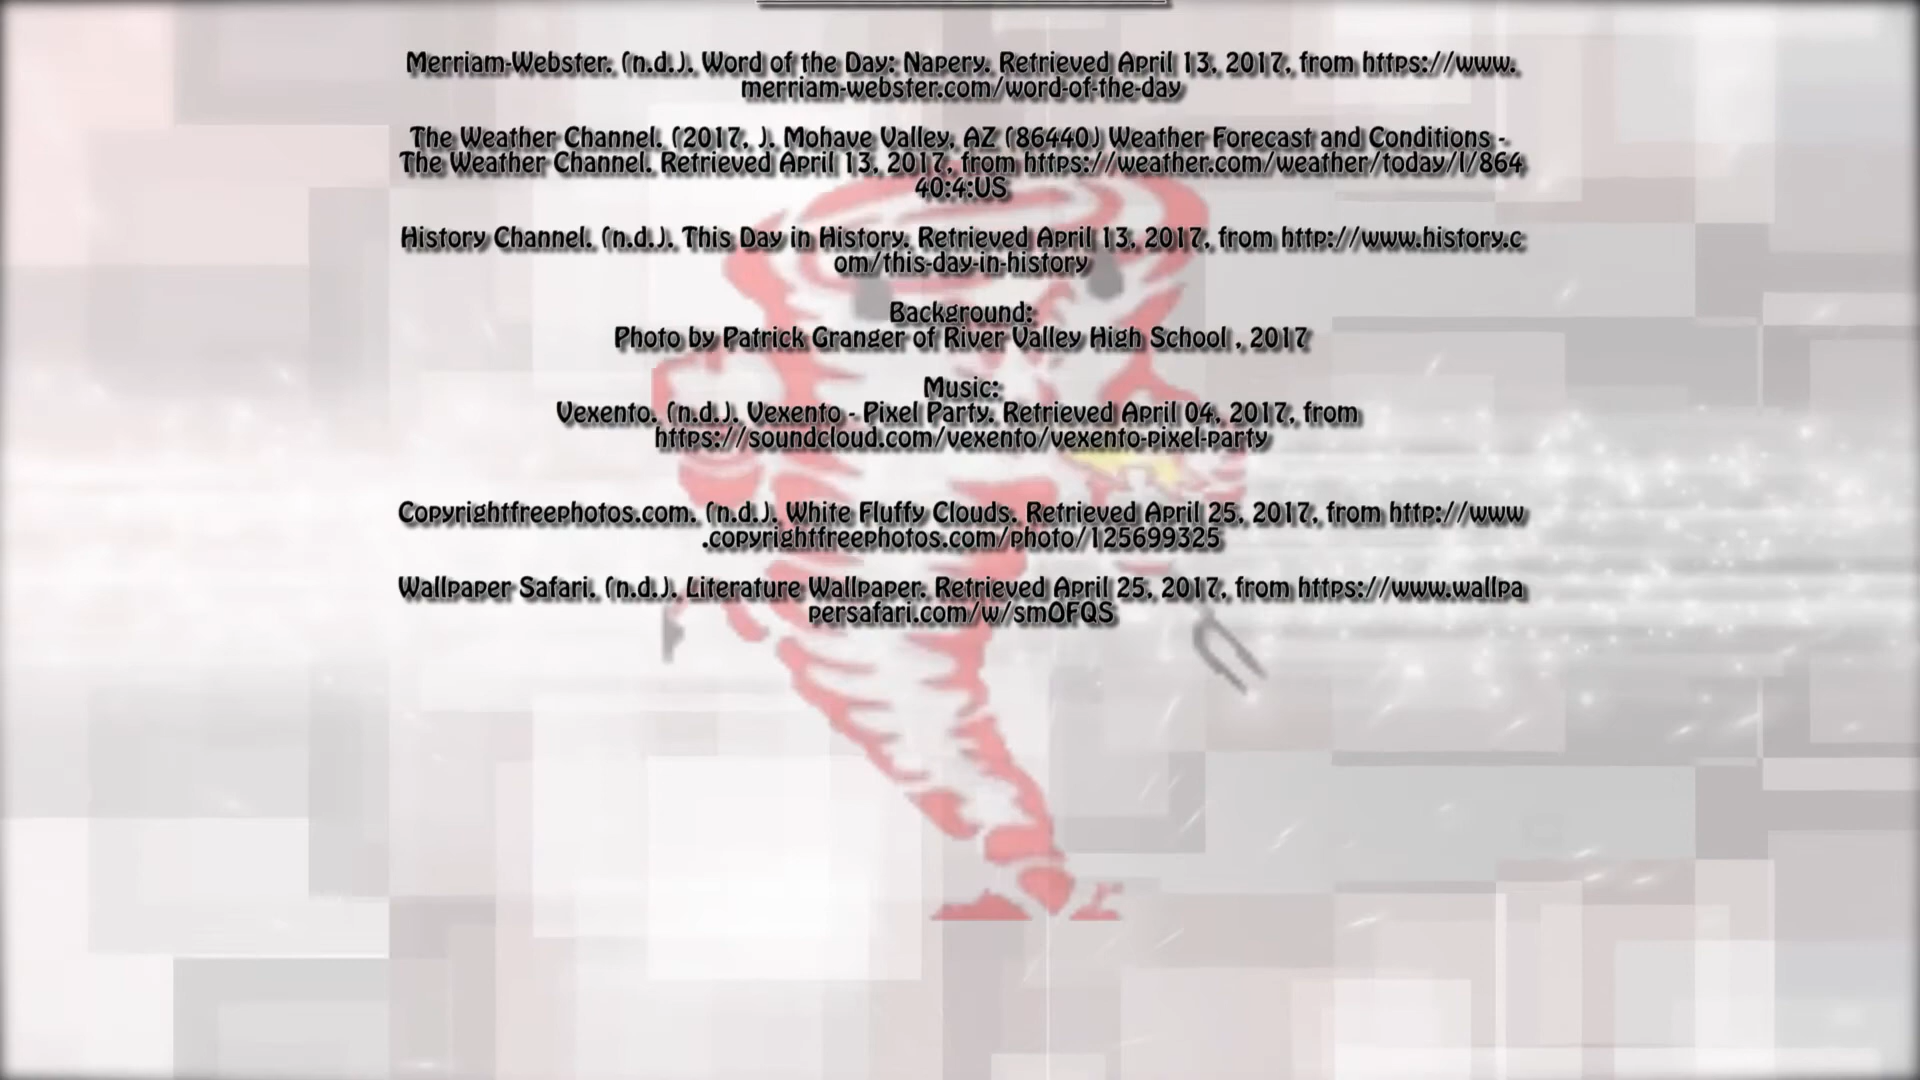 Merriam-Webster. (n.d.). Word of the Day: Napery. Retrieved April 13, 2017, from https://www.
merriam-webster.com/word-of-the-day
The Weather Channel. (2017, ). Mohave Valley, AZ (86440) Weather Forecast and Conditions -
The Weather Channel. Retrieved April 13, 2017, from https://weather.com/weather/today/l/864
40:4:US
History Channel. (n.d.). This Day in History. Retrieved April 13, 2017, from http://www.history.c
om/this-day-in-history
Background:
Photo by Patrick Granger of River Valley High School , 2017
Music:
Vexento. (n.d.). Vexento - Pixel Party. Retrieved April 04, 2017, from
https://soundcloud.com/vexento/vexento-pixel-party
Copyrightfreephotos.com. (n.d.). White Fluffy Clouds. Retrieved April 25, 2017, from http://www
.copyrightfreephotos.com/photo/125699325
Wallpaper Safari. (n.d.). Literature Wallpaper. Retrieved April 25, 2017, from https://www.wallpa
persafari.com/w/smOFQS